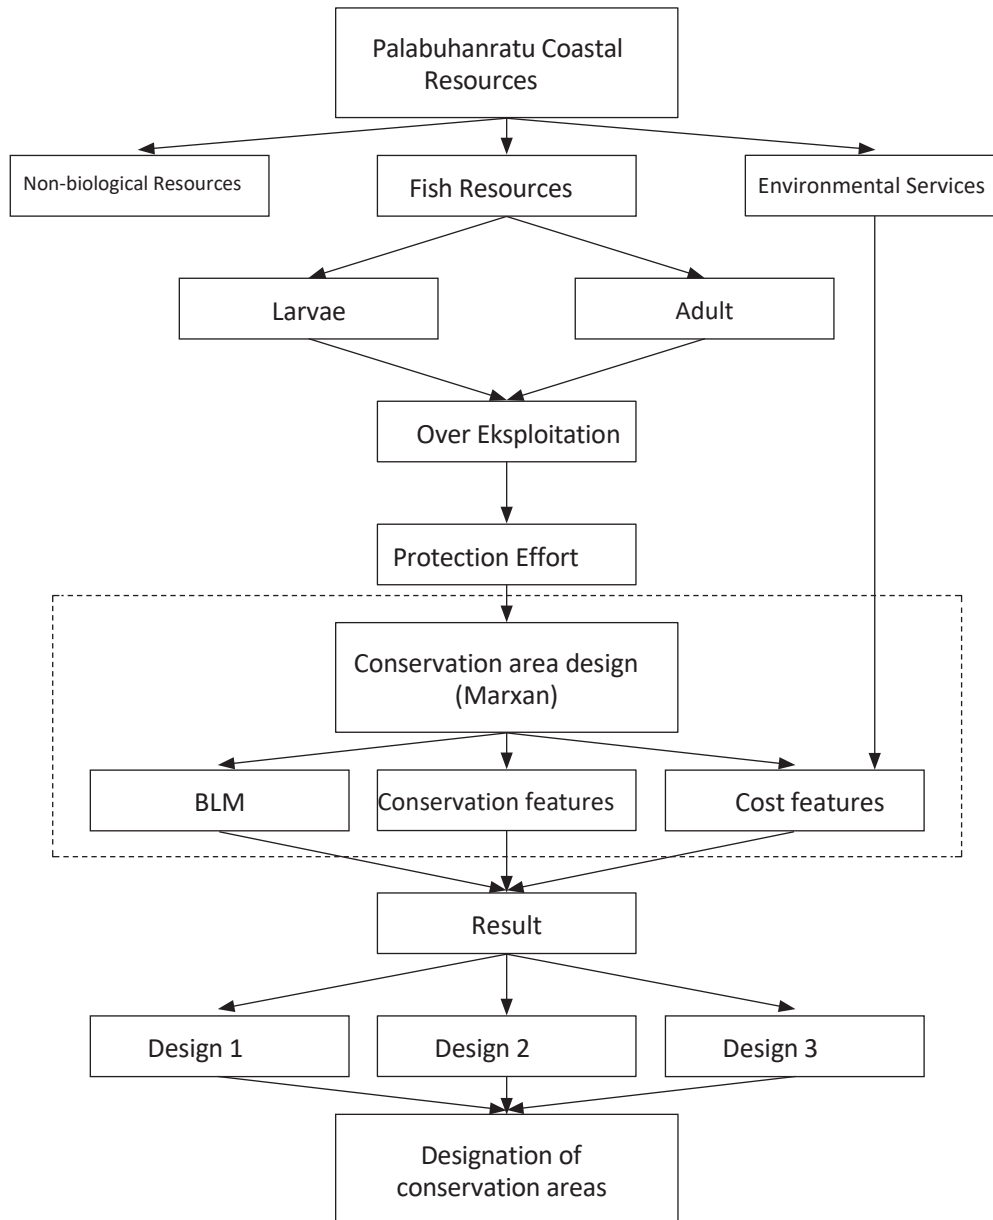 Palabuhanratu Coastal
Resources
Non-biological Resources
Fish Resources
Environmental Services
Larvae
Adult
Over Eksploitation
Protection Effort
Conservation area design
(Marxan)
BLM
Conservation features
Cost features
Result
Design 1
Design 2
Design 3
Designation of
conservation areas